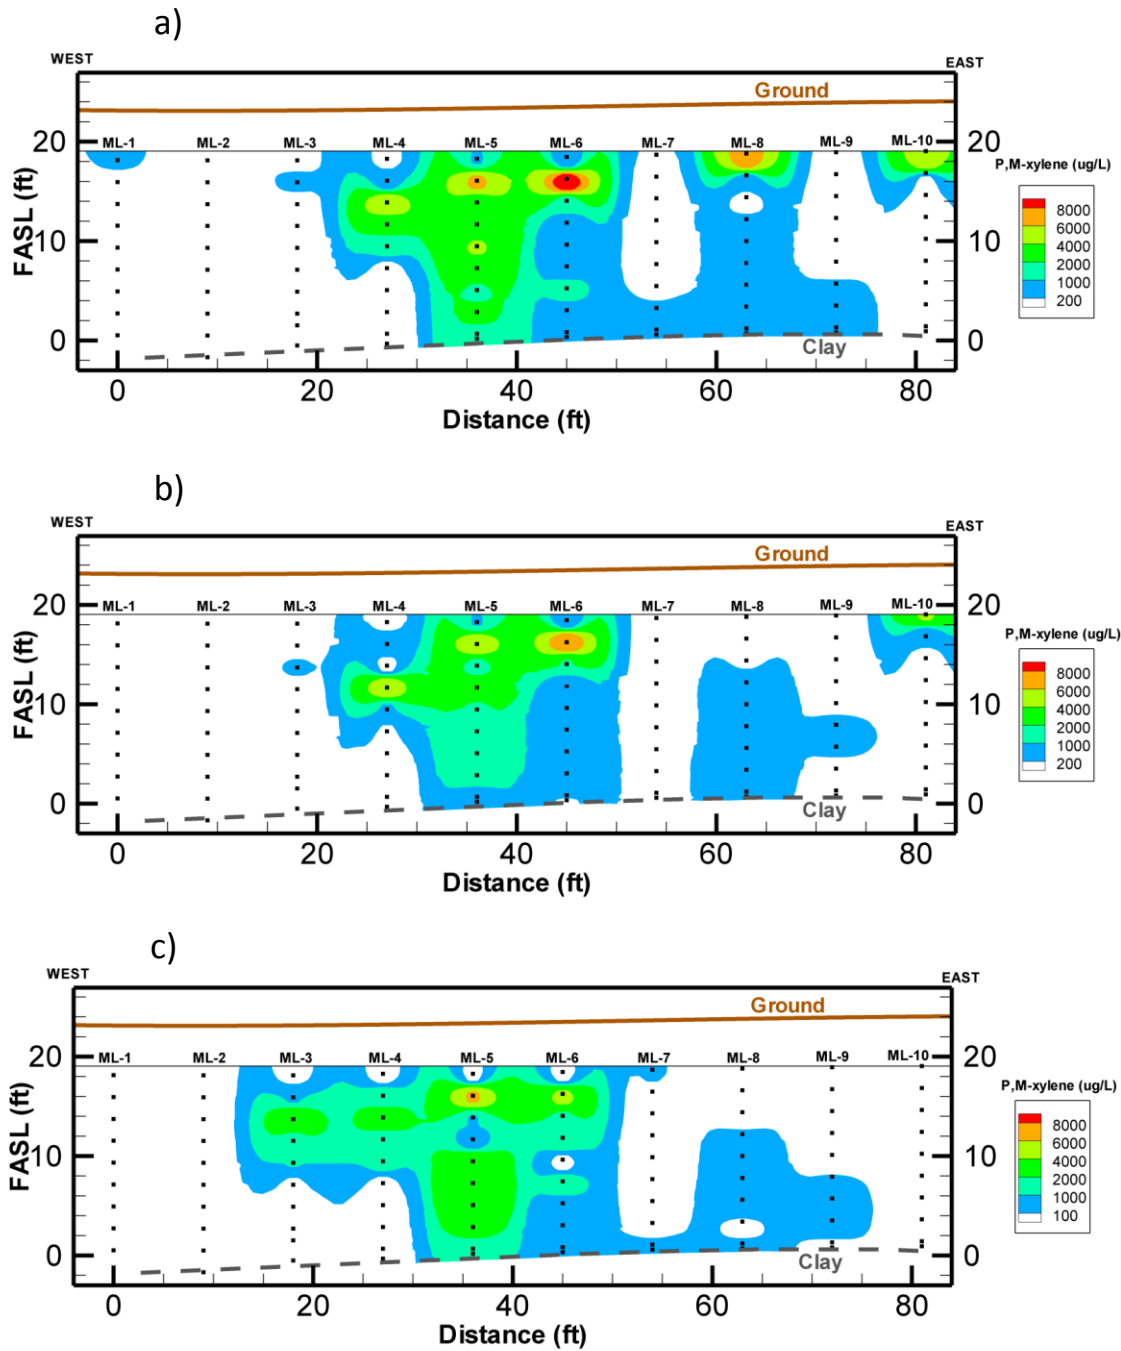 a)
WEST
EAST
Ground
20
ML-1 ML-2 ML-3 ML-4 ML-5 ML-6 ML-7 ML-8 ML-9 ML-10
20
P,M-xylene (ug/L)
8000
6000
4000
2000
1000
200
FASL (ft)
10
10
0
0
Clay
0 20 40 60 80
Distance (ft)
b)
WEST
EAST
Ground
20
ML-1 ML-2 ML-3 ML-4 ML-5 ML-6 ML-7 ML-8 ML-9 ML-10
20
P,M-xylene (ug/L)
8000
6000
4000
2000
1000
200
FASL (ft)
10
10
0
0
Clay
0 20 40 60 80
Distance (ft)
c)
WEST
EAST
Ground
20
ML-1 ML-2 ML-3 ML-4 ML-5 ML-6 ML-7 ML-8 ML-9 ML-10
20
P,M-xylene (ug/L)
8000
6000
4000
2000
1000
100
FASL (ft)
10
10
0
0
Clay
0 20 40 60 80
Distance (ft)